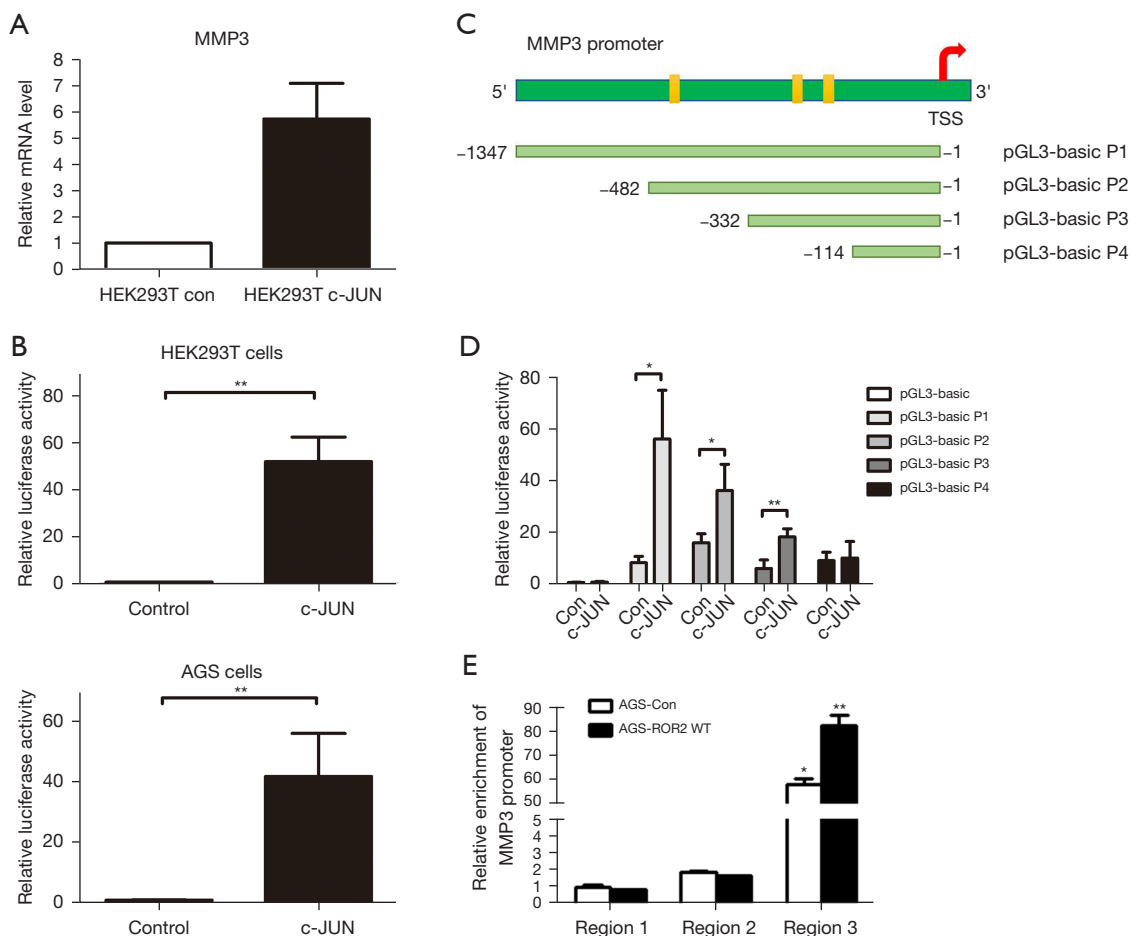 A
MMP3
Relative mRNA level
8
7
6
5
4
3
2
1
0
HEK293T con
HEK293T c-JUN
B
HEK293T cells
Relative luciferase activity
80
60
40
20
0
**
Control
c-JUN
AGS cells
Relative luciferase activity
60
40
20
0
**
Control
c-JUN
C
MMP3 promoter
5'
3'
TSS
−1347
−1
pGL3-basic P1
−482
−1
pGL3-basic P2
−332
−1
pGL3-basic P3
−114
−1
pGL3-basic P4
D
Relative luciferase activity
80
60
40
20
0
*
*
**
Con
c-JUN
Con
c-JUN
Con
c-JUN
Con
c-JUN
Con
c-JUN
pGL3-basic
pGL3-basic P1
pGL3-basic P2
pGL3-basic P3
pGL3-basic P4
E
Relative enrichment of
MMP3 promoter
90
80
70
60
50
5
4
3
2
1
0
AGS-Con
AGS-ROR2 WT
*
**
Region 1
Region 2
Region 3